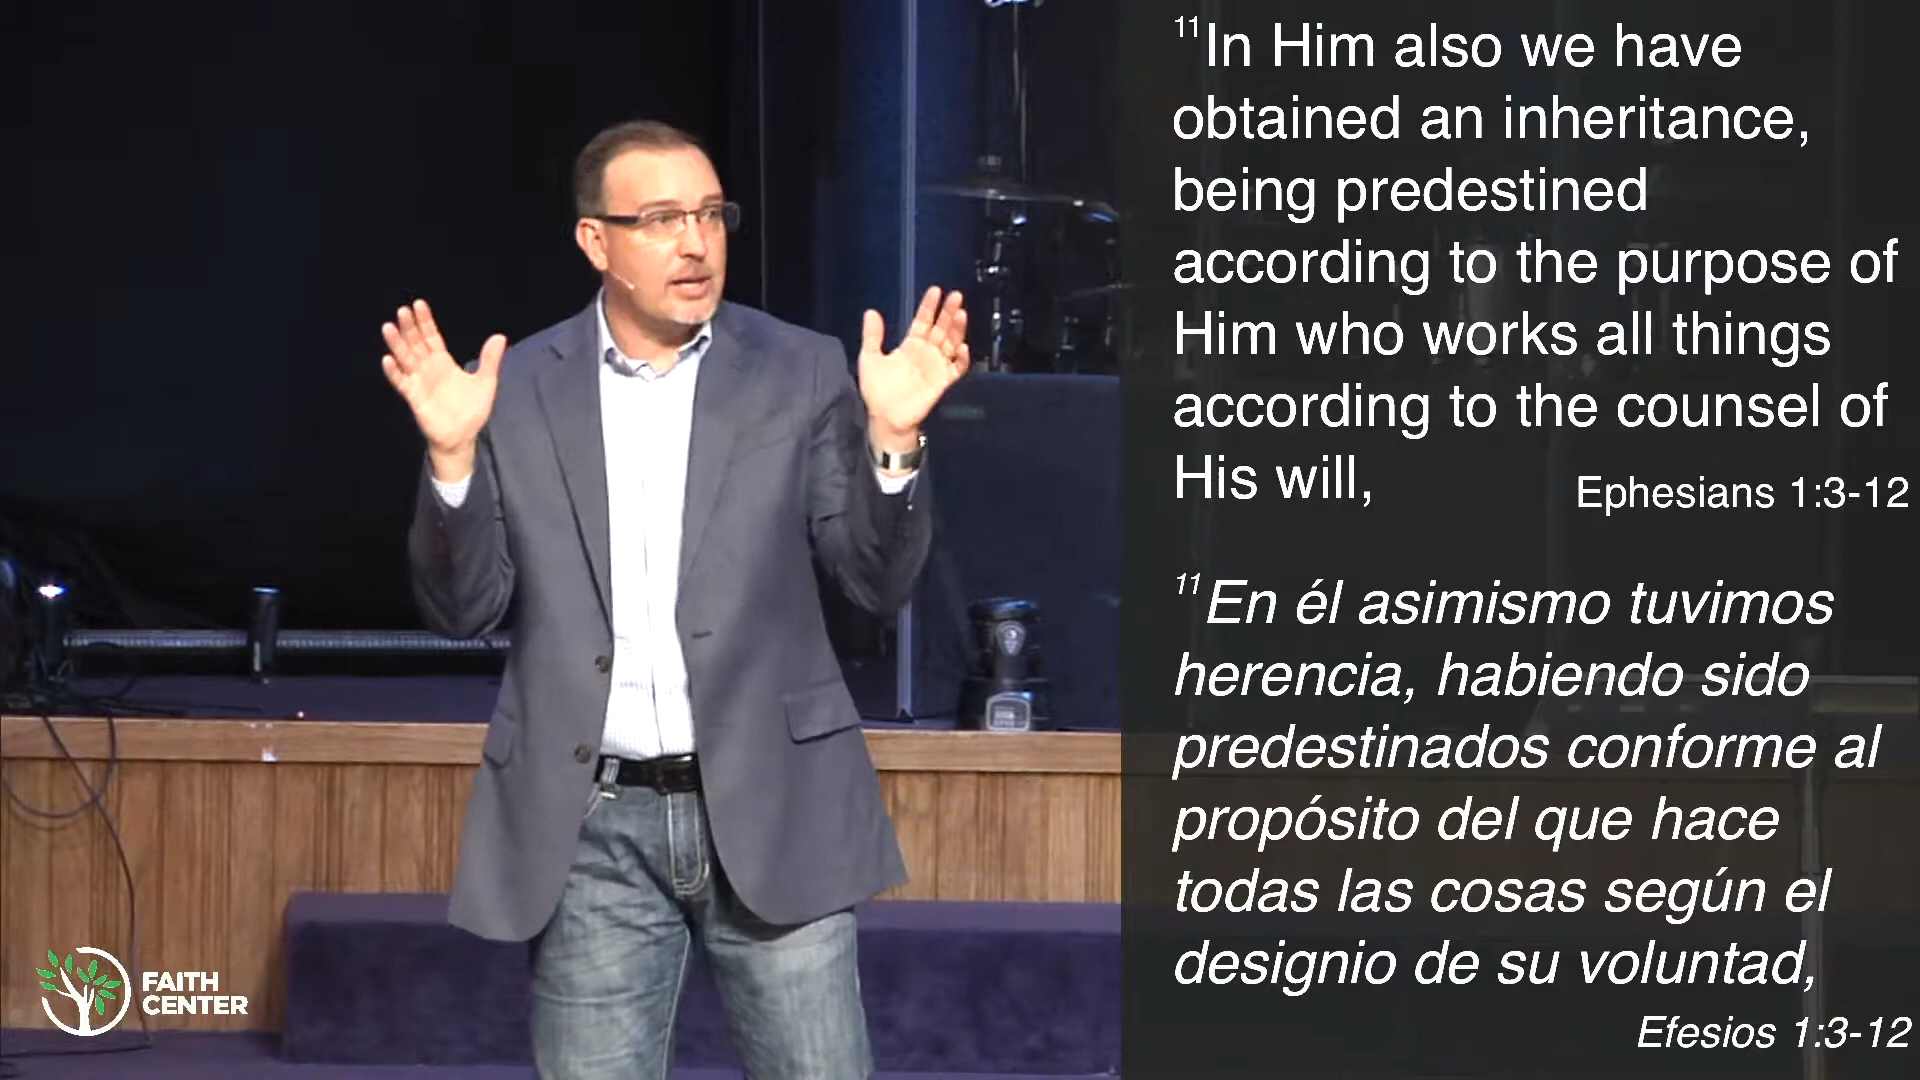 ¹¹In Him also we have
obtained an inheritance,
being predestined
according to the purpose of
Him who works all things
according to the counsel of
His will,
Ephesians 1:3-12
¹¹En él asimismo tuvimos
herencia, habiendo sido
predestinados conforme al
propósito del que hace
todas las cosas según el
designio de su voluntad,
Efesios 1:3-12
FAITH
CENTER